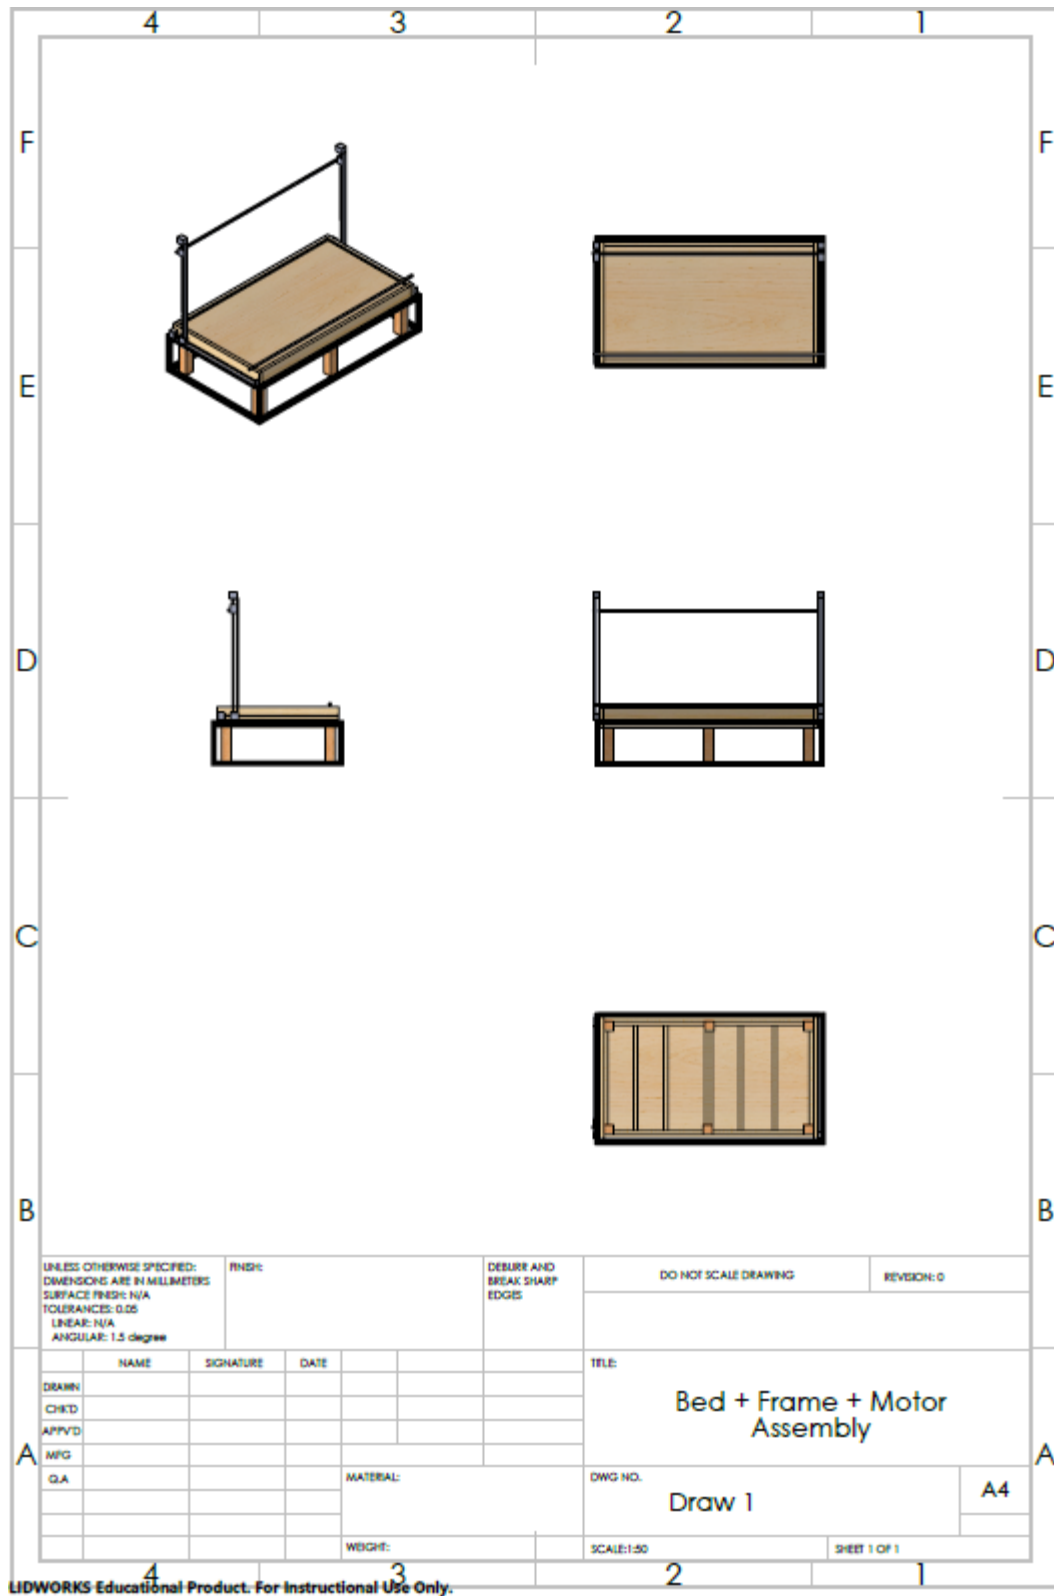 4 3 2 1
F F
E E
D D
C C
B B
A A
UNLESS OTHERWISE SPECIFIED:
DIMENSIONS ARE IN MILLIMETERS
SURFACE FINISH: N/A
TOLERANCES: 0.05
LINEAR: N/A
ANGULAR: 1.5 degree
FINISH:
DEBURR AND
BREAK SHARP
EDGES
DO NOT SCALE DRAWING
REVISION: 0
NAME SIGNATURE DATE
DRAWN
CHK'D
APPV'D
MFG
Q.A
MATERIAL:
WEIGHT:
TITLE:
Bed + Frame + Motor
Assembly
DWG NO.
Draw 1
A4
SCALE:1:50
SHEET 1 OF 1
4 3 2 1
LIDWORKS Educational Product. For Instructional Use Only.